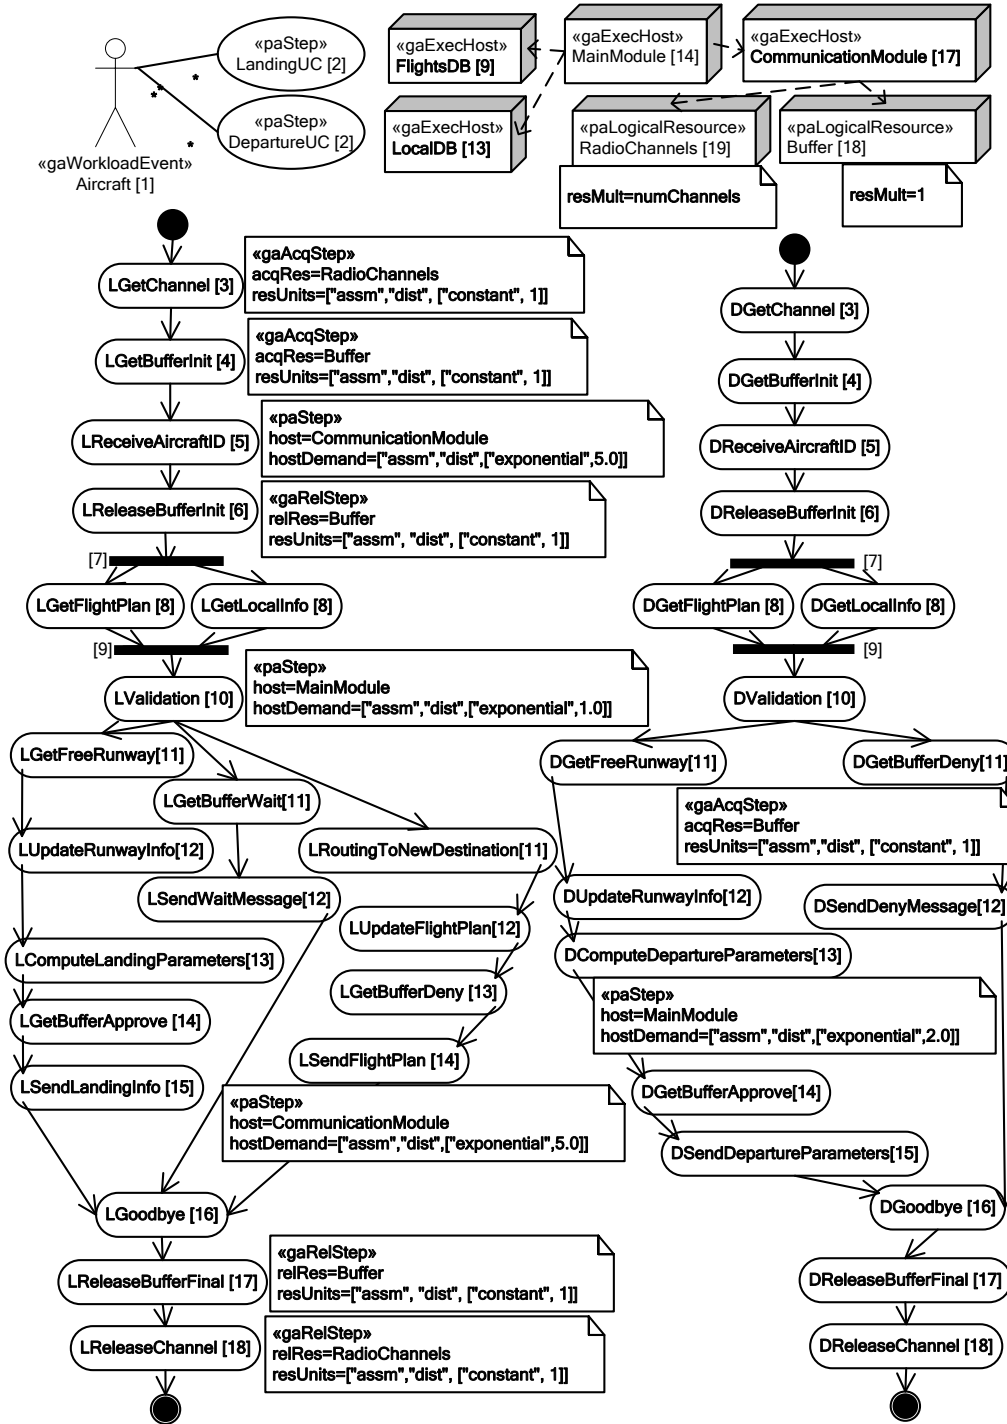 «paStep»
LandingUC [2]
«paStep»
DepartureUC [2]
*
*
*
*
«gaWorkloadEvent»
Aircraft [1]
«gaExecHost»
FlightsDB [9]
«gaExecHost»
MainModule [14]
«gaExecHost»
CommunicationModule [17]
«gaExecHost»
LocalDB [13]
«paLogicalResource»
RadioChannels [19]
«paLogicalResource»
Buffer [18]
resMult=numChannels
resMult=1
LGetChannel [3]
«gaAcqStep»
acqRes=RadioChannels
resUnits=["assm","dist", ["constant", 1]]
LGetBufferInit [4]
«gaAcqStep»
acqRes=Buffer
resUnits=["assm","dist", ["constant", 1]]
LReceiveAircraftID [5]
«paStep»
host=CommunicationModule
hostDemand=["assm","dist",["exponential",5.0]]
LReleaseBufferInit [6]
«gaRelStep»
relRes=Buffer
resUnits=["assm", "dist", ["constant", 1]]
[7]
LGetFlightPlan [8]
LGetLocalInfo [8]
[9]
LValidation [10]
«paStep»
host=MainModule
hostDemand=["assm","dist",["exponential",1.0]]
LGetFreeRunway[11]
LGetBufferWait[11]
LUpdateRunwayInfo[12]
LRoutingToNewDestination[11]
LSendWaitMessage[12]
LUpdateFlightPlan[12]
LComputeLandingParameters[13]
LGetBufferDeny [13]
LGetBufferApprove [14]
LSendFlightPlan [14]
LSendLandingInfo [15]
«paStep»
host=CommunicationModule
hostDemand=["assm","dist",["exponential",5.0]]
LGoodbye [16]
LReleaseBufferFinal [17]
«gaRelStep»
relRes=Buffer
resUnits=["assm", "dist", ["constant", 1]]
LReleaseChannel [18]
«gaRelStep»
relRes=RadioChannels
resUnits=["assm","dist", ["constant", 1]]
DGetChannel [3]
DGetBufferInit [4]
DReceiveAircraftID [5]
DReleaseBufferInit [6]
[7]
DGetFlightPlan [8]
DGetLocalInfo [8]
[9]
DValidation [10]
DGetFreeRunway[11]
DGetBufferDeny[11]
«gaAcqStep»
acqRes=Buffer
resUnits=["assm","dist", ["constant", 1]]
DUpdateRunwayInfo[12]
DSendDenyMessage[12]
DComputeDepartureParameters[13]
«paStep»
host=MainModule
hostDemand=["assm","dist",["exponential",2.0]]
DGetBufferApprove[14]
DSendDepartureParameters[15]
DGoodbye [16]
DReleaseBufferFinal [17]
DReleaseChannel [18]